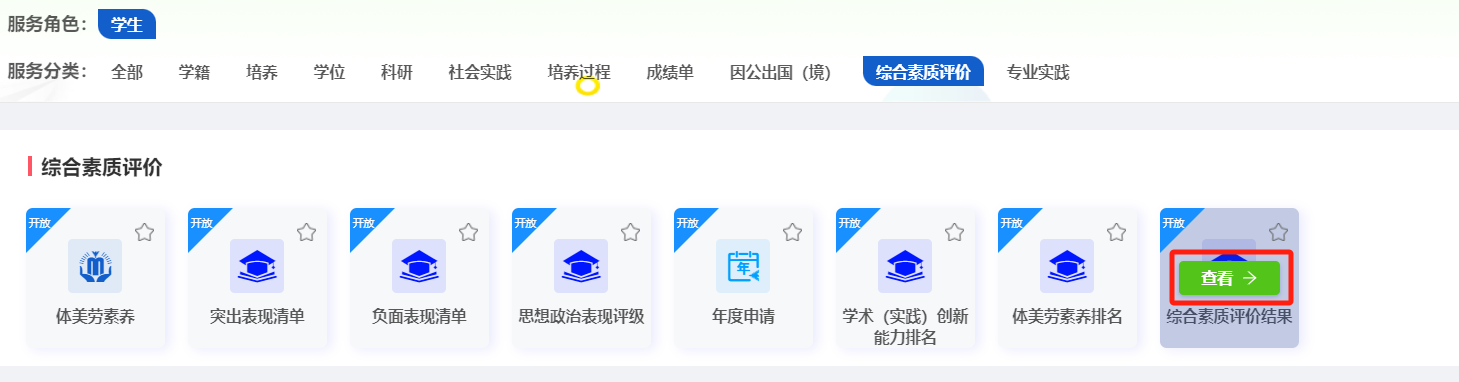 服务角色： 学生
服务分类： 全部 学籍 培养 学位 科研 社会实践 培养过程 成绩单 因公出国（境） 综合素质评价 专业实践
综合素质评价
开放 开放 开放 开放 开放 年 开放 开放 开放
查看 →
体美劳素养 突出表现清单 负面表现清单 思想政治表现评级 年度申请 学术（实践）创新 体美劳素养排名 综合素质评价结果
能力排名